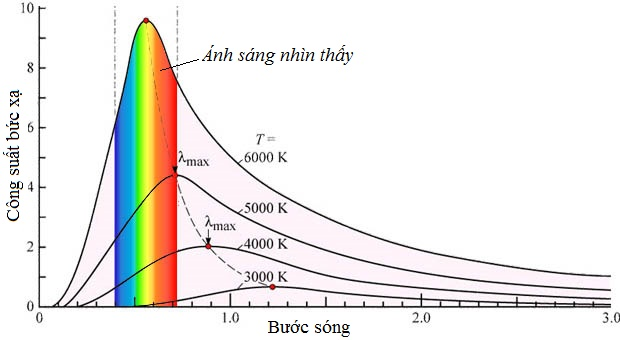 10
8
6
4
2
0
Công suất bức xạ
Ánh sáng nhìn thấy
T =
6000 K
λmax
5000 K
λmax
4000 K
3000 K
0
1.0
2.0
3.0
Bước sóng